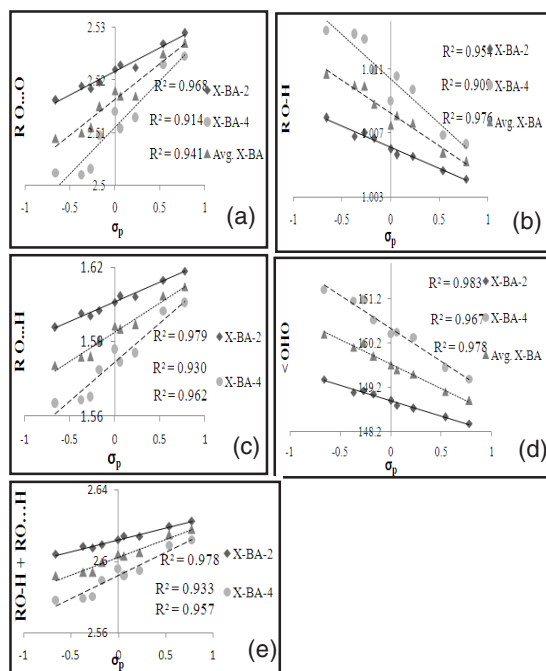 R O...O
2.53
2.52
2.51
2.5
R² = 0.968
R² = 0.914
R² = 0.941
X-BA-2
X-BA-4
Avg. X-BA
-1 -0.5 0 0.5 1
σp
(a)
R O-H
1.011
1.007
1.003
R² = 0.954
R² = 0.909
R² = 0.976
X-BA-2
X-BA-4
Avg. X-BA
-1 -0.5 0 0.5 1
σp
(b)
R O...H
1.62
1.56
R² = 0.979
R² = 0.930
R² = 0.962
X-BA-2
X-BA-4
-1 -0.5 0 0.5 1
σp
(c)
< OHO
151.2
150.2
149.2
148.2
R² = 0.983
R² = 0.967
R² = 0.978
X-BA-2
X-BA-4
Avg. X-BA
-1 -0.5 0 0.5 1
σp
(d)
RO-H + RO...H
2.64
2.6
2.56
R² = 0.978
R² = 0.933
R² = 0.957
X-BA-2
X-BA-4
-1 -0.5 0 0.5 1
σp
(e)